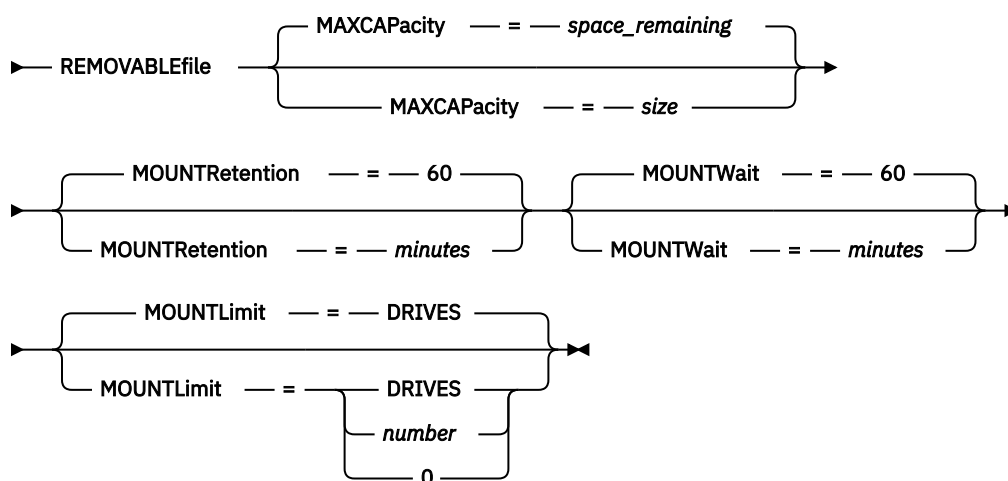 MAXCAPacity = space_remaining
REMOVABLEfile
MAXCAPacity = size
MOUNTRetention = 60 MOUNTWait = 60
MOUNTRetention = minutes MOUNTWait = minutes
MOUNTLimit = DRIVES
MOUNTLimit = DRIVES
number
0